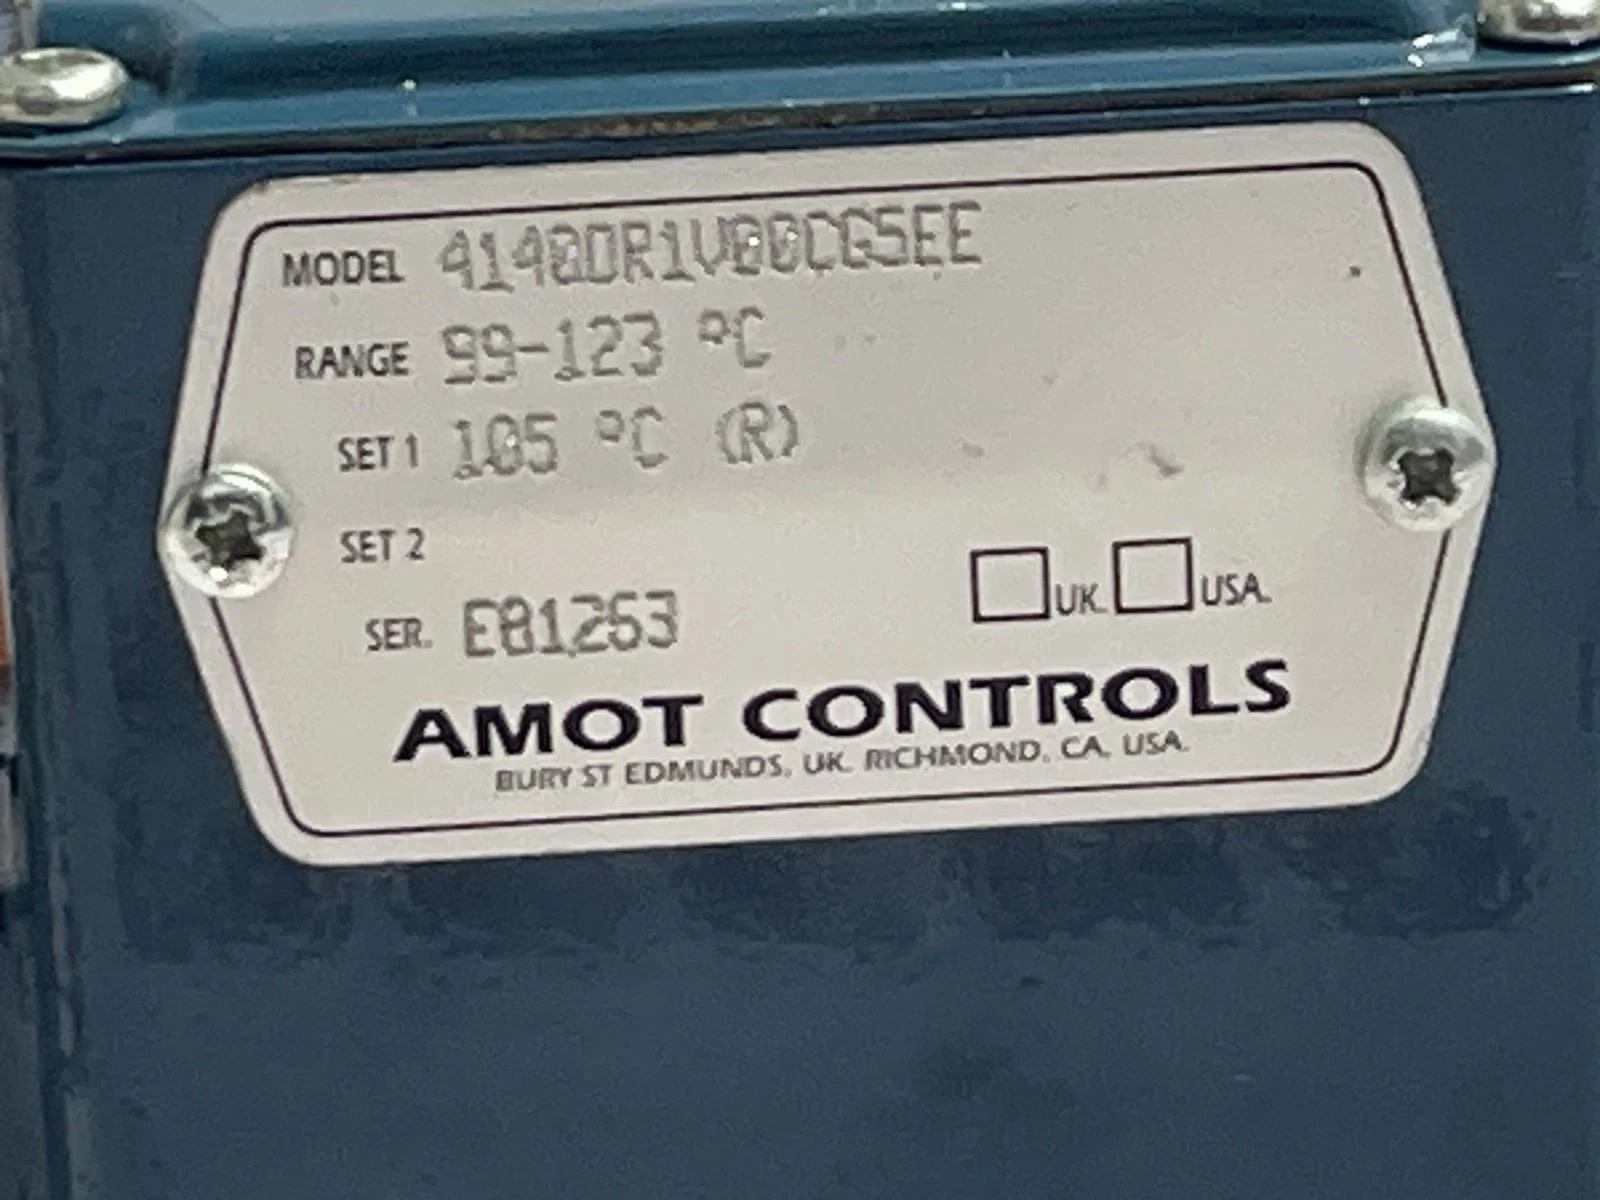 MODEL 4140DR1V00CG5EE
RANGE 99-123 °C
SET 1 105 °C (R)
SET 2
SER. E81263
UK. USA.
AMOT CONTROLS
BURY ST EDMUNDS, UK. RICHMOND, CA, USA.